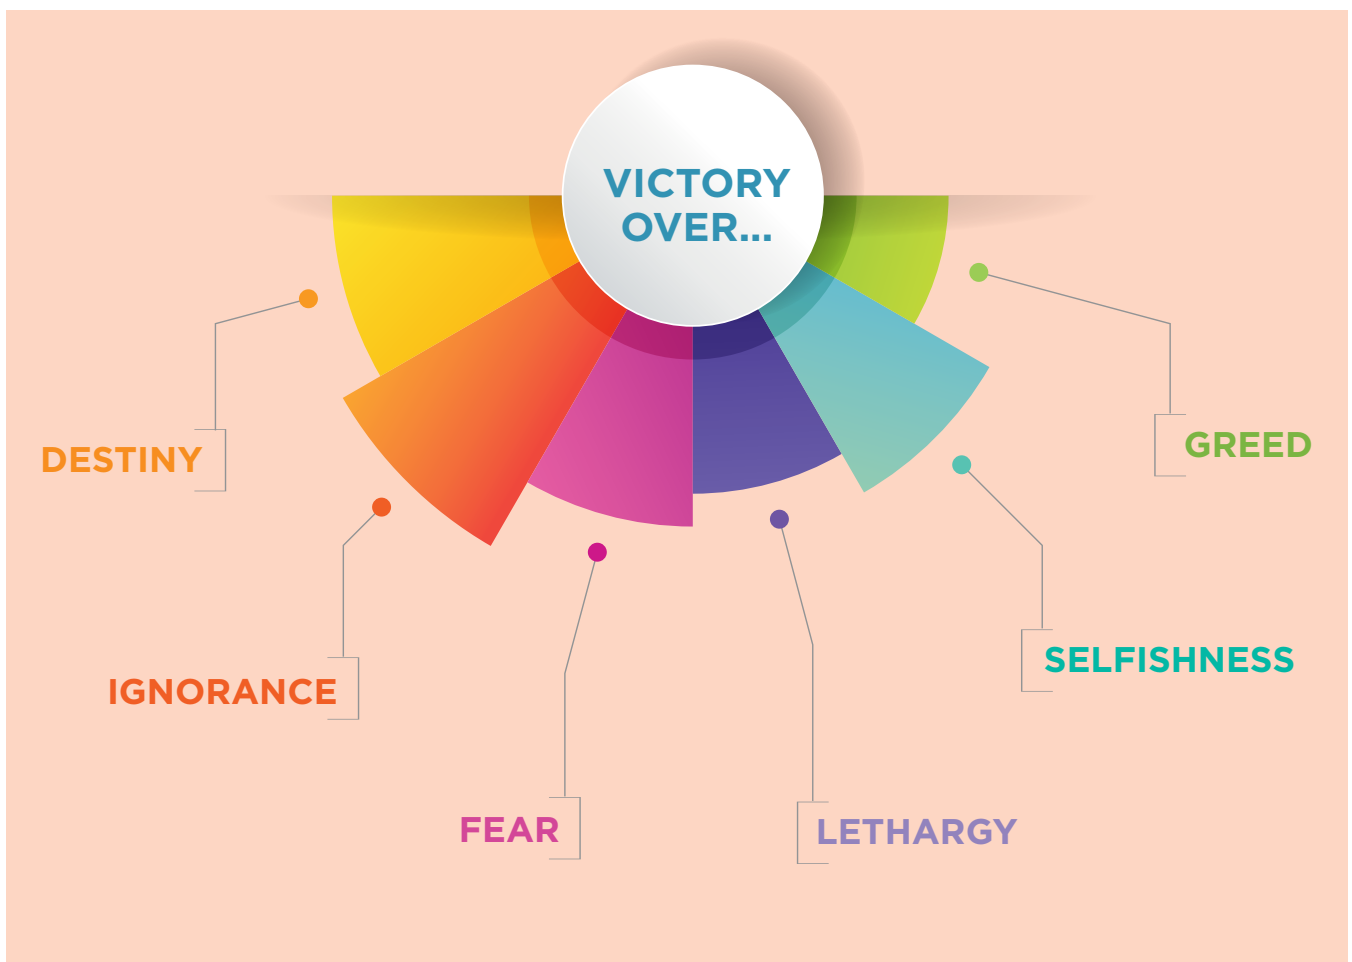 VICTORY
OVER...
DESTINY
IGNORANCE
FEAR
LETHARGY
SELFISHNESS
GREED